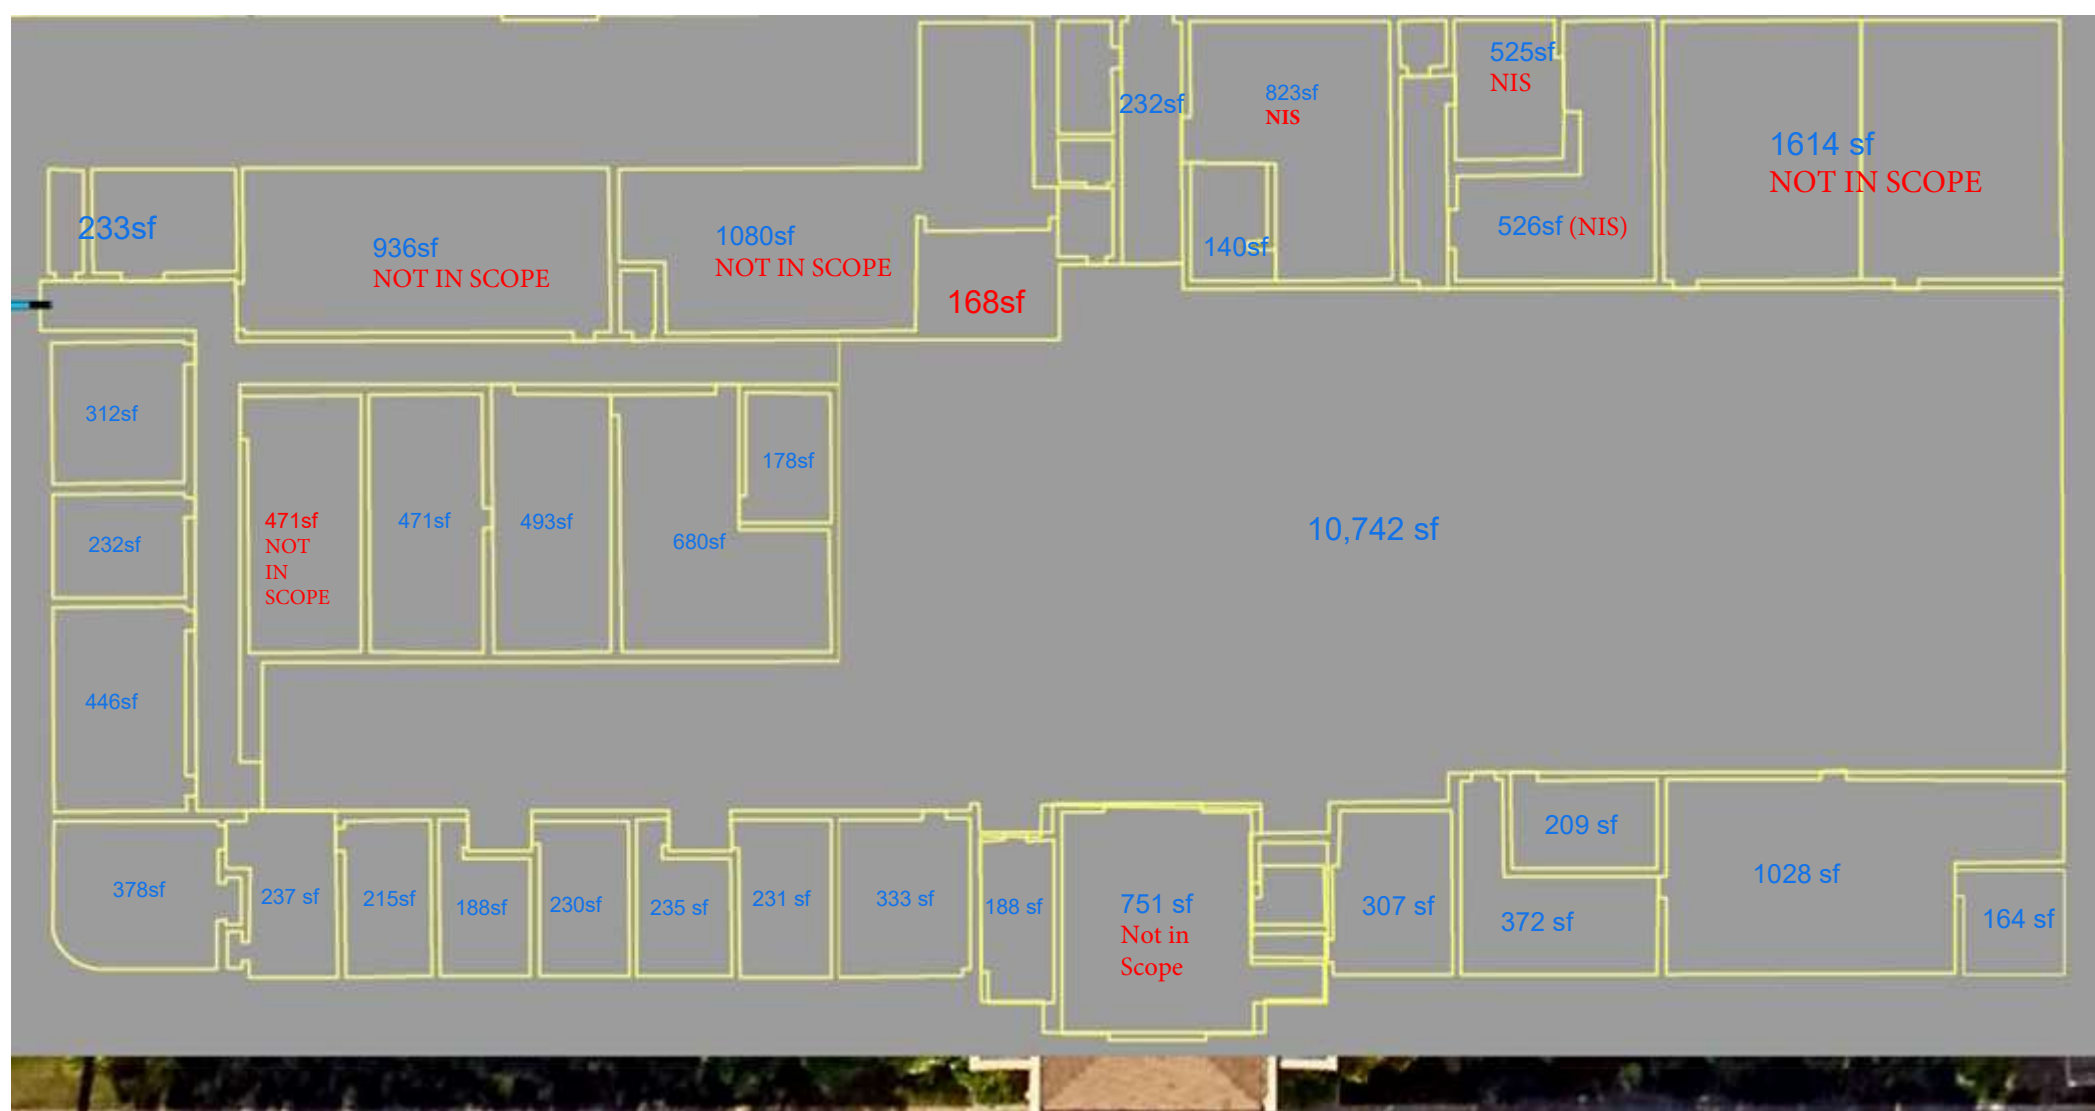 525sf
NIS
232sf
823sf
NIS
1614 sf
NOT IN SCOPE
233sf
936sf
NOT IN SCOPE
1080sf
NOT IN SCOPE
140sf
526sf (NIS)
168sf
312sf
178sf
471sf
NOT
IN
SCOPE
471sf
493sf
680sf
10,742 sf
232sf
446sf
209 sf
378sf
237 sf
215sf
188sf
230sf
235 sf
231 sf
333 sf
188 sf
751 sf
Not in
Scope
307 sf
372 sf
1028 sf
164 sf